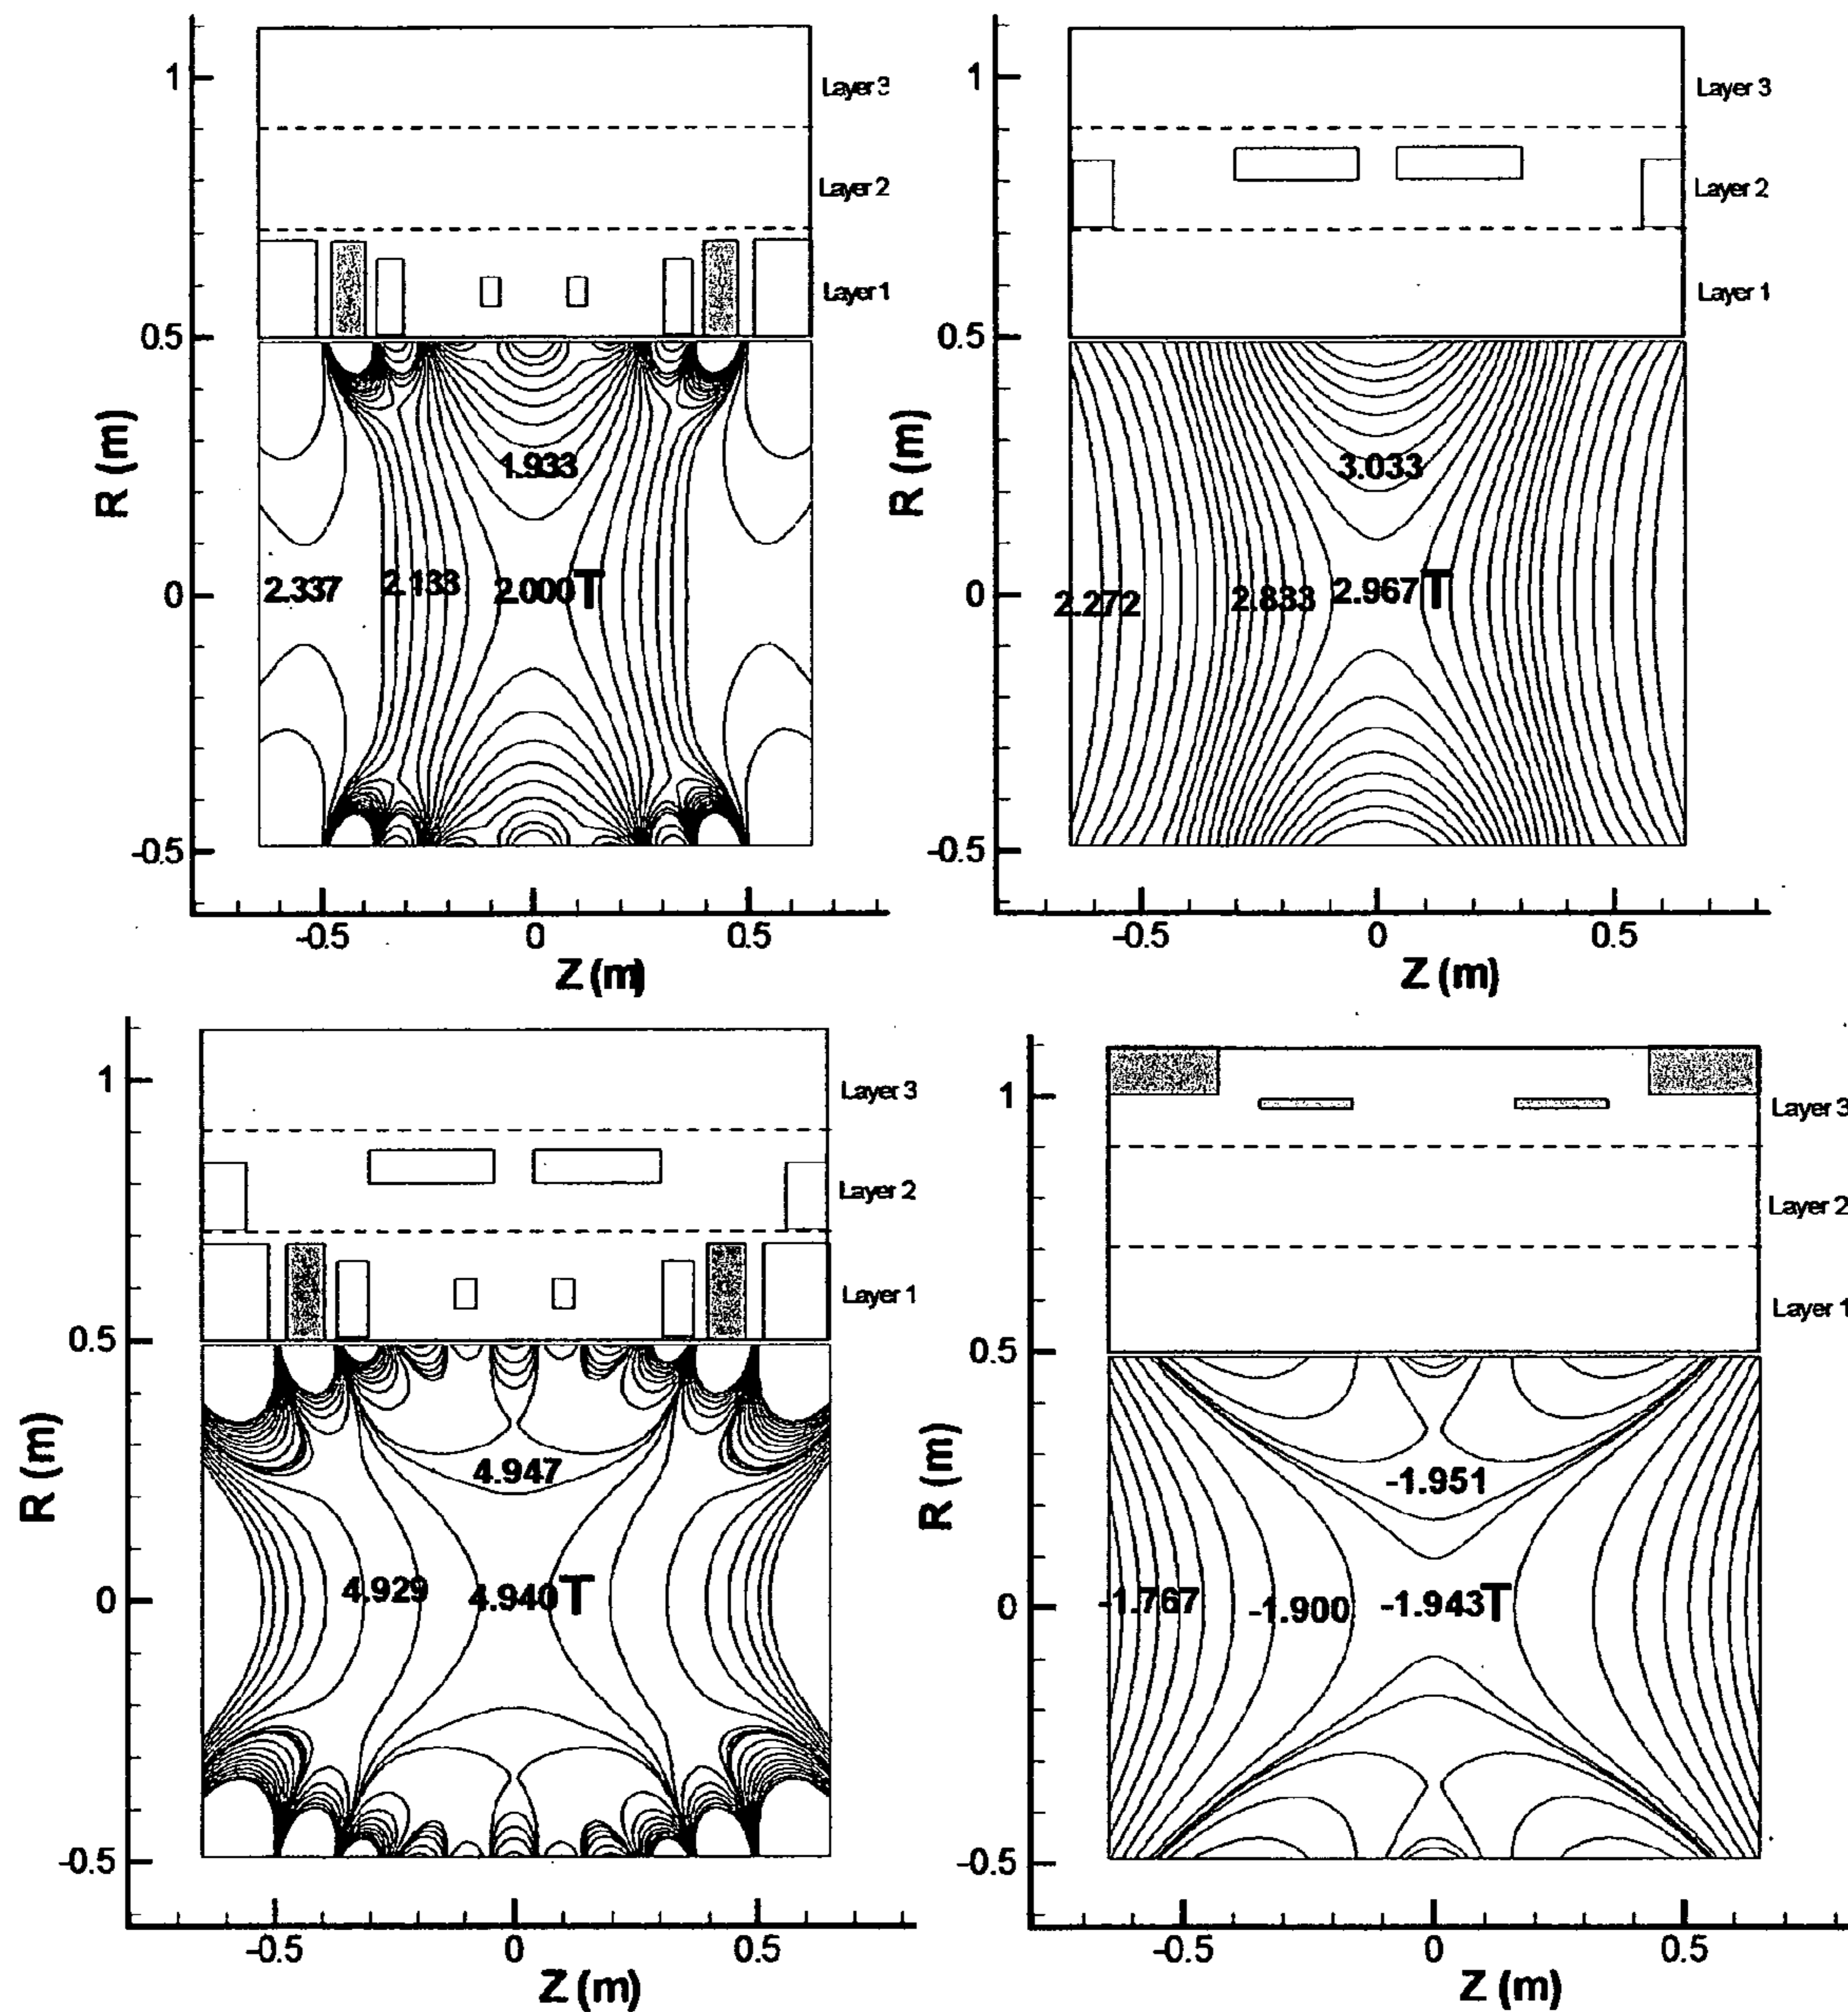 1
Layer 3
Layer 2
Layer 1
0.5
R (m)
1.933
2.337
2.133
2.000T
0
-0.5
-0.5
0
0.5
Z (m)
1
Layer 3
Layer 2
Layer 1
0.5
R (m)
3.033
2.272
2.833
2.967T
0
-0.5
-0.5
0
0.5
Z (m)
1
Layer 3
Layer 2
Layer 1
0.5
R (m)
4.947
4.929
4.940T
0
-0.5
-0.5
0
0.5
Z (m)
1
Layer 3
Layer 2
Layer 1
0.5
R (m)
-1.951
-1.767
-1.900
-1.943T
0
-0.5
-0.5
0
0.5
Z (m)